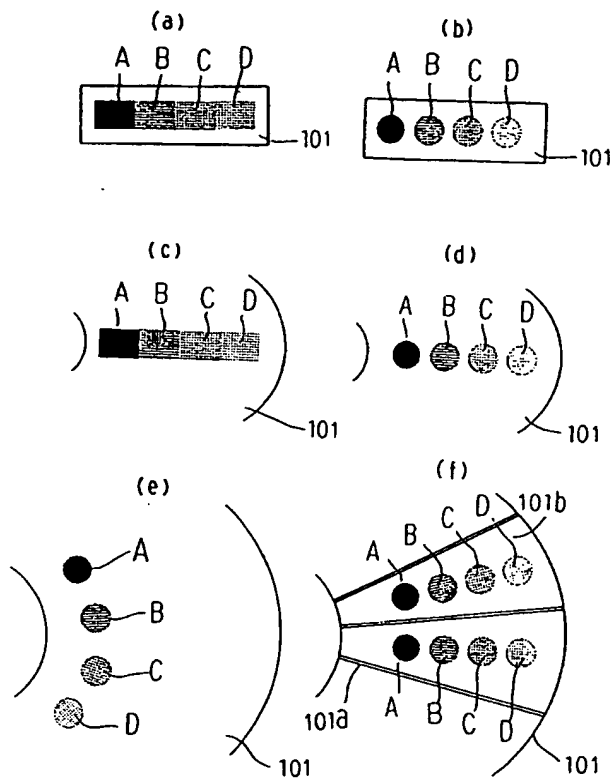 (a)
A B C D
101
(b)
A B C D
101
(c)
A B C D
101
(d)
A B C D
101
(e)
A
B
C
D
101
(f)
A B C D 101b
101a A B C D 101